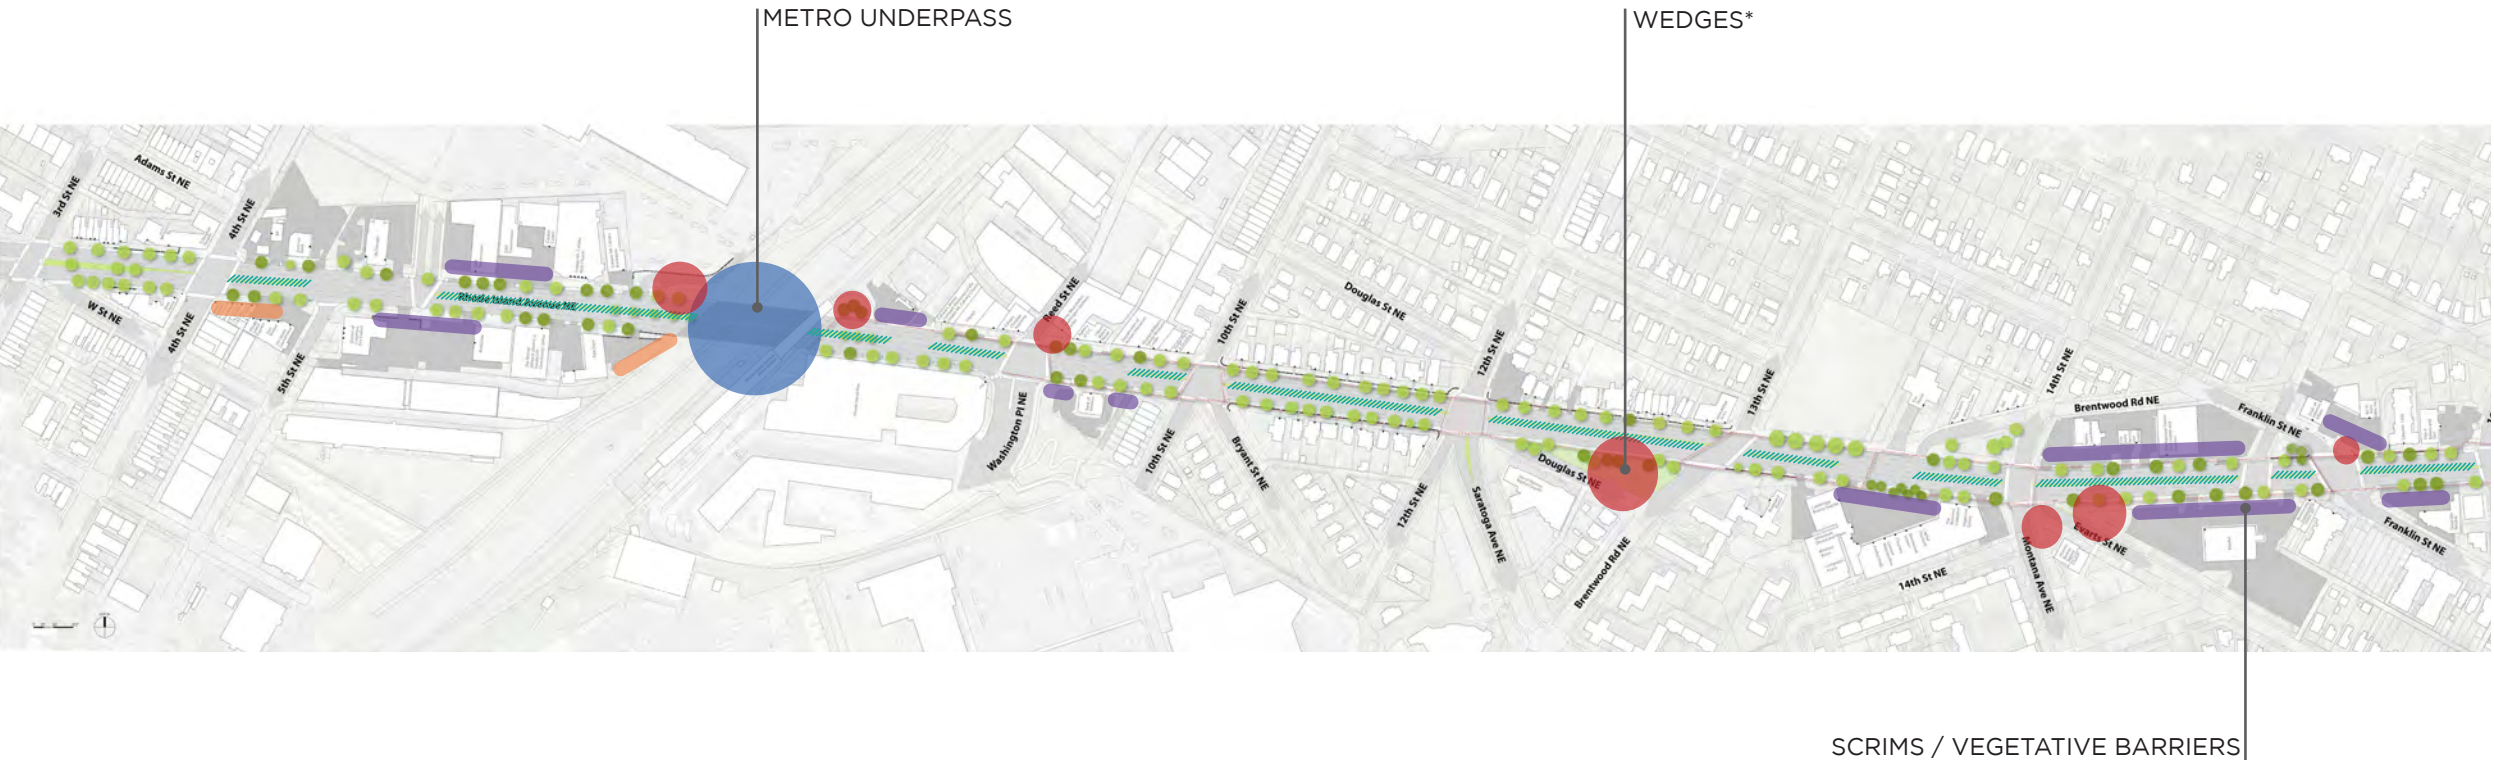 METRO UNDERPASS
WEDGES*
Adams St NE
3rd St NE
4th St NE
W St NE
4th St NE
5th St NE
Rhode Island Avenue NE
Reed St NE
Washington Pl NE
10th St NE
10th St NE
Bryant St NE
Douglas St NE
12th St NE
12th St NE
Saratoga Ave NE
Douglas St NE
Brentwood Rd NE
13th St NE
14th St NE
Brentwood Rd NE
Franklin St NE
14th St NE
Montana Ave NE
Evarts St NE
Franklin St NE
SCRIMS / VEGETATIVE BARRIERS